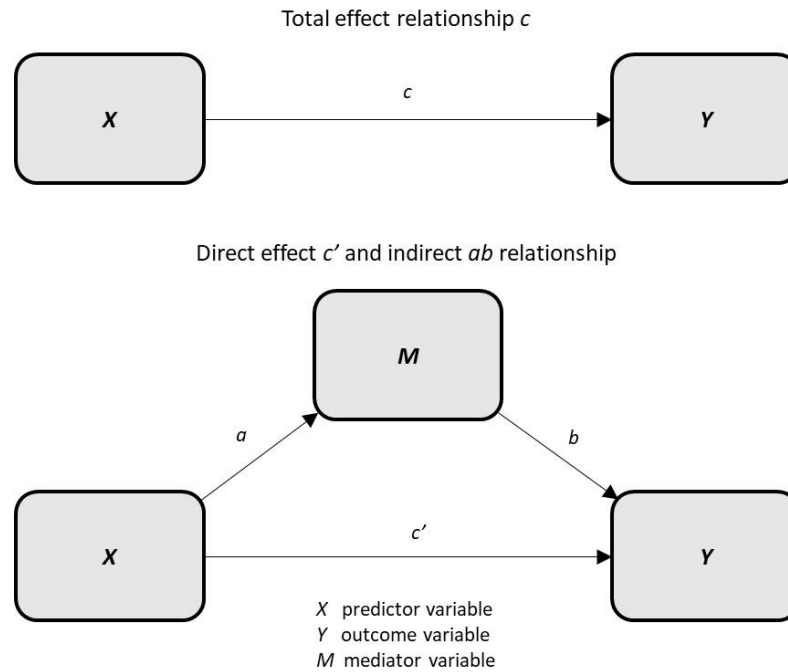 Total effect relationship c
c
X
Y
Direct effect c’ and indirect ab relationship
M
a
b
c’
X
Y
X predictor variable
Y outcome variable
M mediator variable